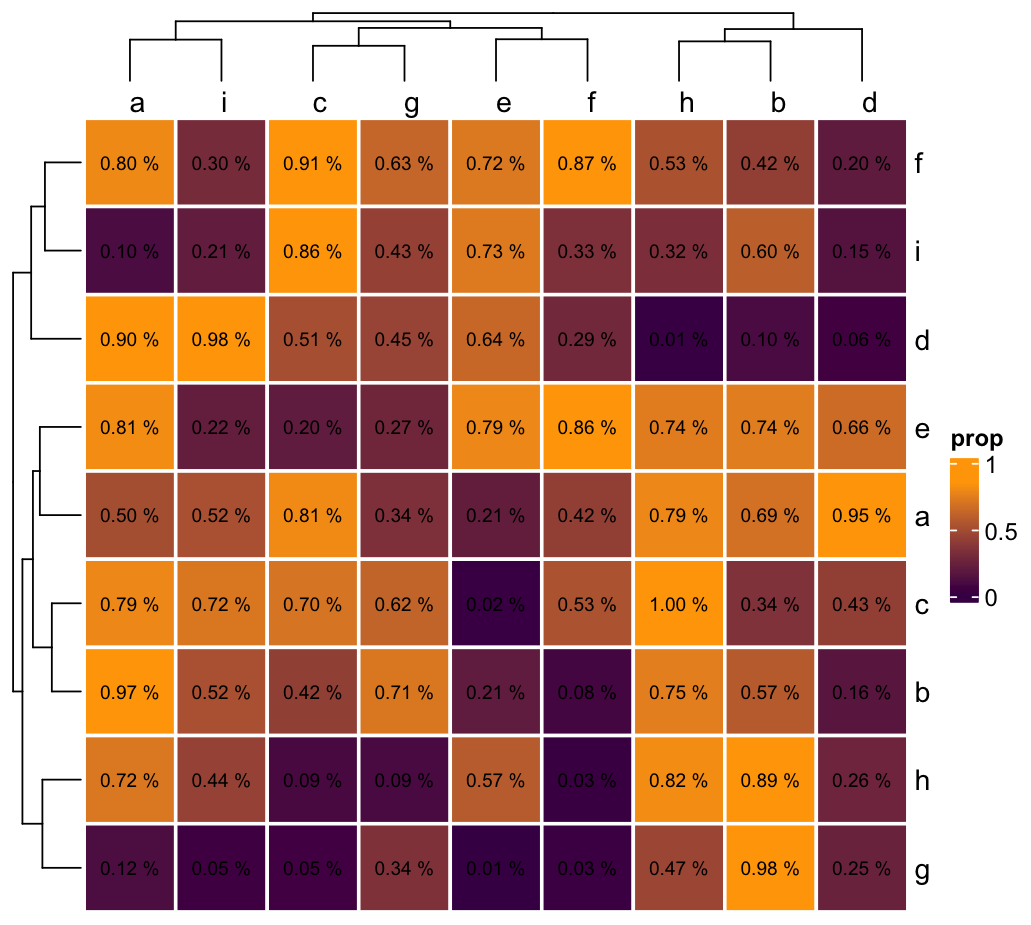 a i c g e f h b d
0.80 % 0.30 % 0.91 % 0.63 % 0.72 % 0.87 % 0.53 % 0.42 % 0.20 % f
0.10 % 0.21 % 0.86 % 0.43 % 0.73 % 0.33 % 0.32 % 0.60 % 0.15 % i
0.90 % 0.98 % 0.51 % 0.45 % 0.64 % 0.29 % 0.01 % 0.10 % 0.06 % d
0.81 % 0.22 % 0.20 % 0.27 % 0.79 % 0.86 % 0.74 % 0.74 % 0.66 % e
0.50 % 0.52 % 0.81 % 0.34 % 0.21 % 0.42 % 0.79 % 0.69 % 0.95 % a
0.79 % 0.72 % 0.70 % 0.62 % 0.02 % 0.53 % 1.00 % 0.34 % 0.43 % c
0.97 % 0.52 % 0.42 % 0.71 % 0.21 % 0.08 % 0.75 % 0.57 % 0.16 % b
0.72 % 0.44 % 0.09 % 0.09 % 0.57 % 0.03 % 0.82 % 0.89 % 0.26 % h
0.12 % 0.05 % 0.05 % 0.34 % 0.01 % 0.03 % 0.47 % 0.98 % 0.25 % g
prop
1
0.5
0